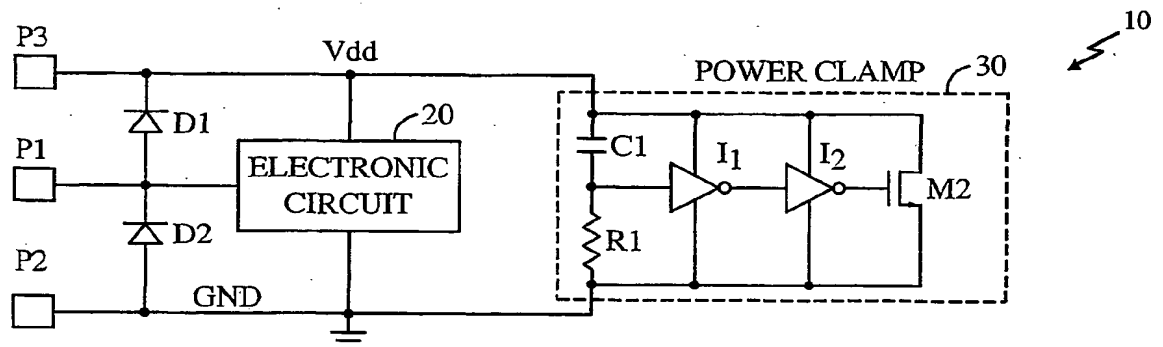 10
P3
Vdd
POWER CLAMP
30
D1
20
C1
I1
I2
P1
ELECTRONIC
CIRCUIT
M2
D2
R1
P2
GND